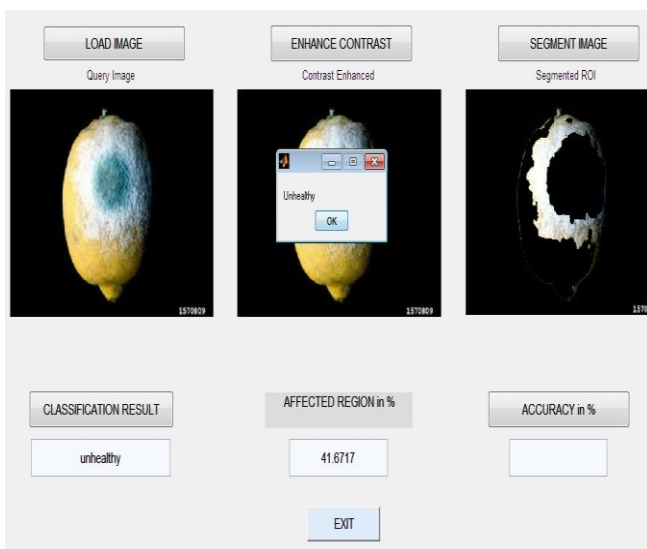 LOAD IMAGE
ENHANCE CONTRAST
SEGMENT IMAGE
Query Image
Contrast Enhanced
Segmented ROI
Unhealthy
OK
1570809
1570809
1570
CLASSIFICATION RESULT
AFFECTED REGION in %
ACCURACY in %
unhealthy
41.6717
EXIT